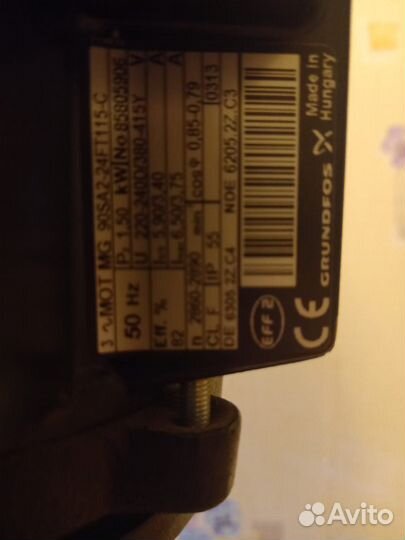 3 ~ MOT MG 90SA2-24FT115-C
P₂ 1,50 kW No 85805906
U 220-240D/380-415Y V
5.90/3.40 A
50 Hz 6.50/3.75 A
Eff. % 82
n 2860-2890 min cosφ 0,85-0,79
CL F IP 55 0313
DE 6305 2Z C4 NDE 6205 2Z C3
EFF 2
CE GRUNDFOS
Made in
Hungary
Avito